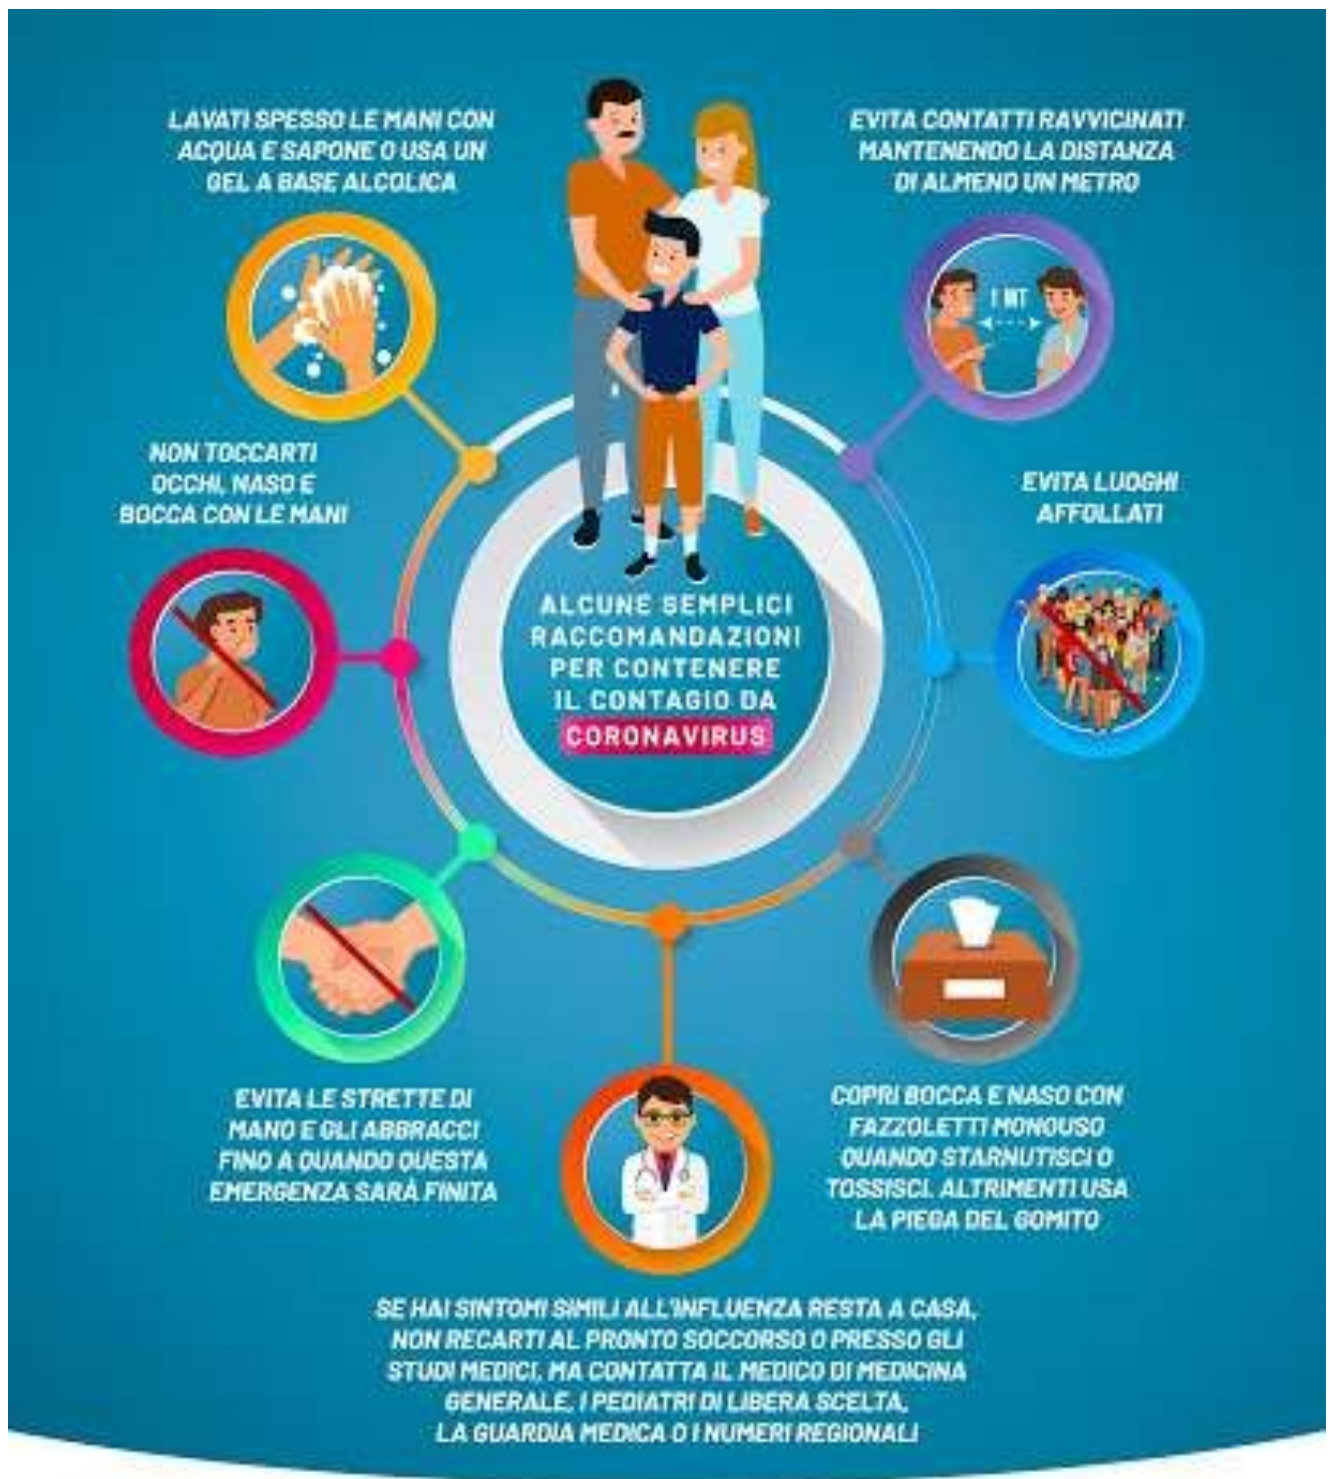 LAVATI SPESSO LE MANI CON
ACQUA E SAPONE O USA UN
GEL A BASE ALCOLICA
EVITA CONTATTI RAVVICINATI
MANTENENDO LA DISTANZA
DI ALMENO UN METRO
1 MT
NON TOCCARTI
OCCHI, NASO E
BOCCA CON LE MANI
EVITA LUOGHI
AFFOLLATI
ALCUNE SEMPLICI
RACCOMANDAZIONI
PER CONTENERE
IL CONTAGIO DA
CORONAVIRUS
EVITA LE STRETTE DI
MANO E GLI ABBRACCI
FINO A QUANDO QUESTA
EMERGENZA SARÀ FINITA
COPRI BOCCA E NASO CON
FAZZOLETTI MONOUSO
QUANDO STARNUTISCI O
TOSSISCI. ALTRIMENTI USA
LA PIEGA DEL GOMITO
SE HAI SINTOMI SIMILI ALL'INFLUENZA RESTA A CASA,
NON RECARTI AL PRONTO SOCCORSO O PRESSO GLI
STUDI MEDICI, MA CONTATTA IL MEDICO DI MEDICINA
GENERALE, I PEDIATRI DI LIBERA SCELTA,
LA GUARDIA MEDICA O I NUMERI REGIONALI